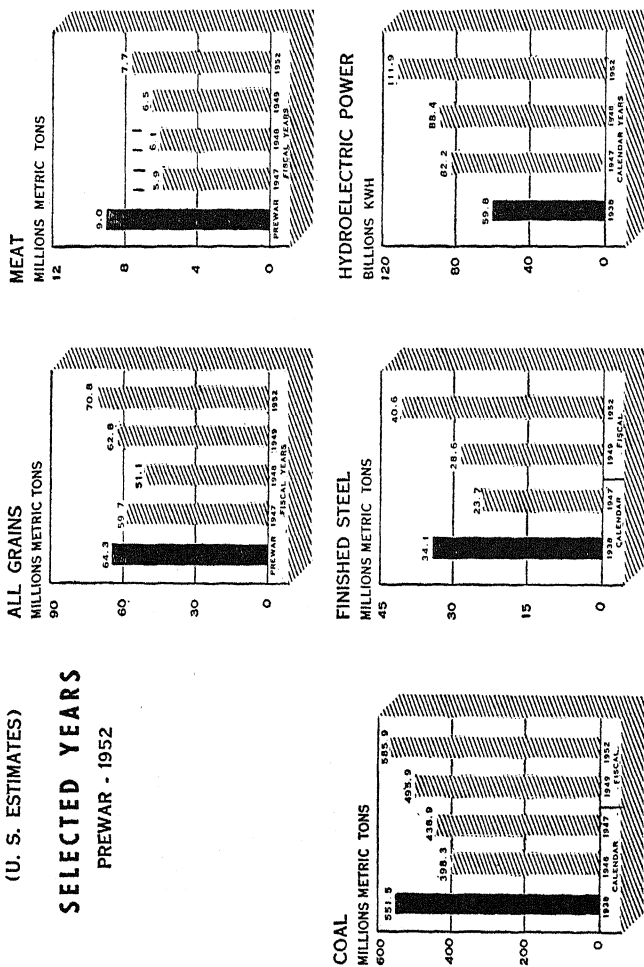 (U. S. ESTIMATES)
SELECTED YEARS
PREWAR - 1952
ALL GRAINS
MILLIONS METRIC TONS
90
60
30
0
64.3
59.7
51.1
62.8
70.8
PREWAR 1947 1948 1949 1952
FISCAL YEARS
MEAT
MILLIONS METRIC TONS
12
8
4
0
9.0
5.9
6.1
6.5
7.7
PREWAR 1947 1948 1949 1952
FISCAL YEARS
COAL
MILLIONS METRIC TONS
600
400
200
0
551.5
398.3
438.9
495.9
585.9
1938 1946 1947 1949 1952
CALENDAR FISCAL
FINISHED STEEL
MILLIONS METRIC TONS
45
30
15
0
34.1
23.7
28.6
40.6
1938 1947 1949 1952
CALENDAR FISCAL
HYDROELECTRIC POWER
BILLIONS KWH
120
80
40
0
59.8
82.2
88.4
111.9
1938 1947 1948 1952
CALENDAR YEARS